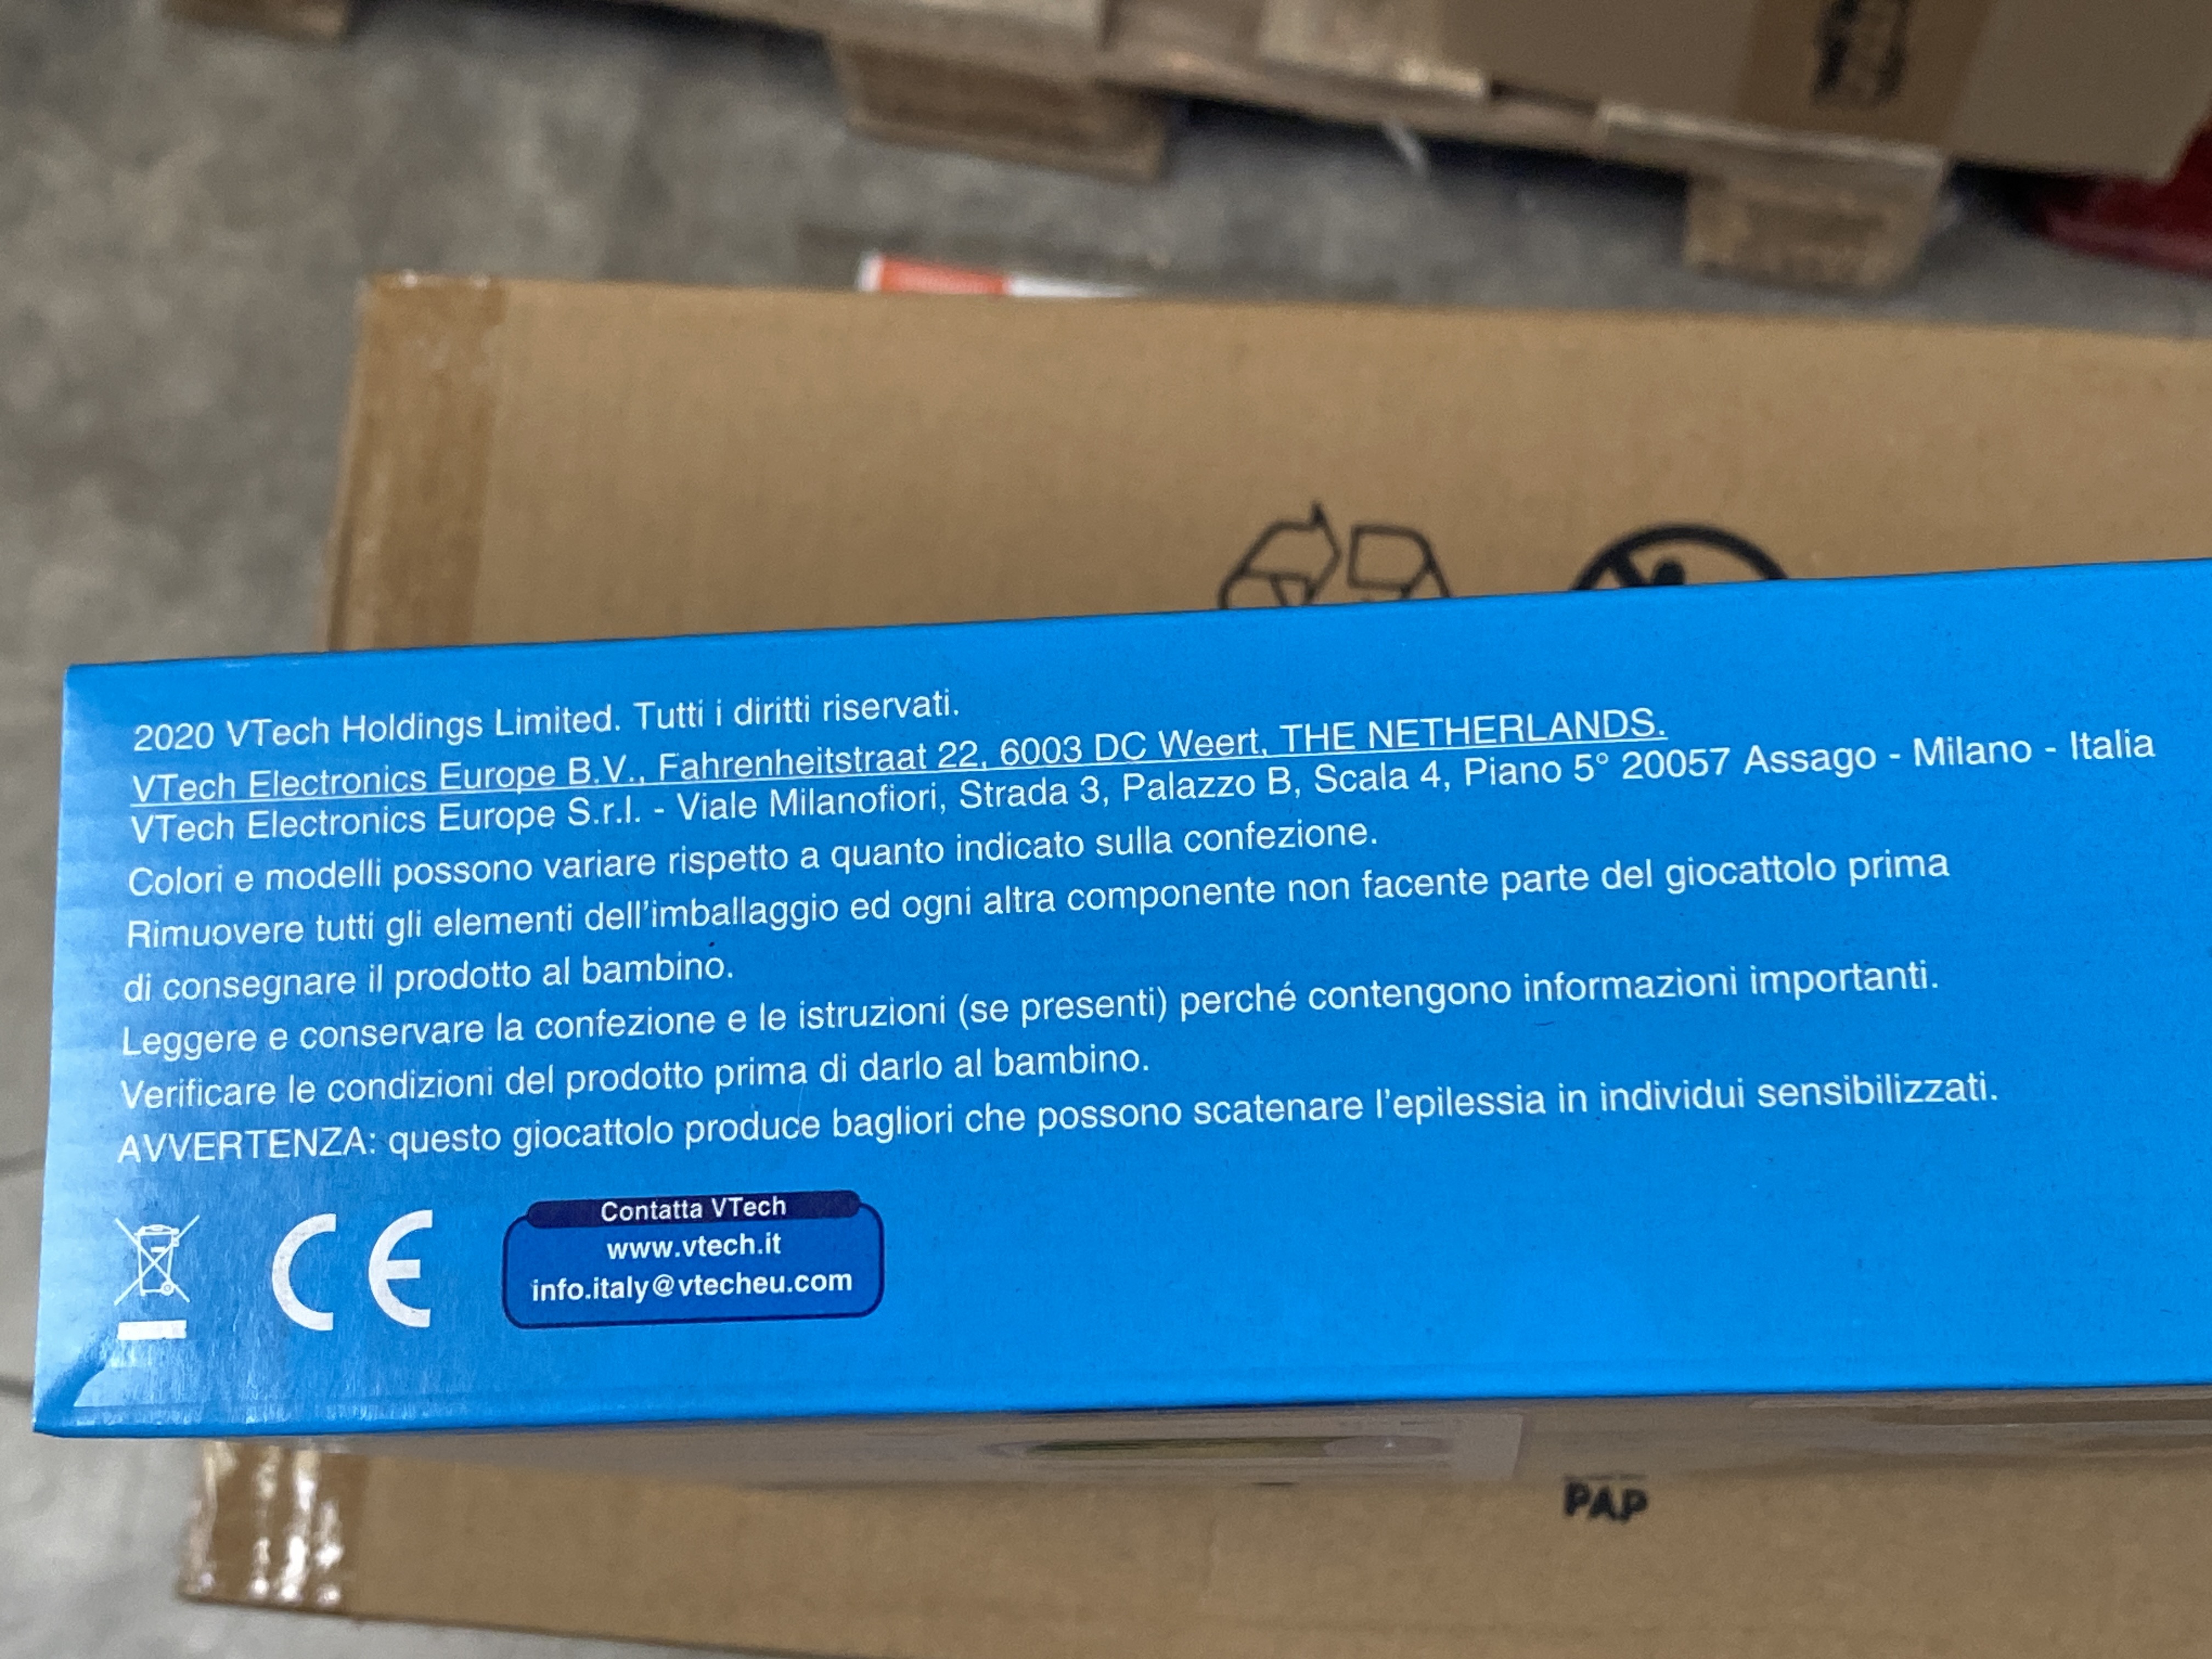 2020 VTech Holdings Limited. Tutti i diritti riservati.
VTech Electronics Europe B.V., Fahrenheitstraat 22, 6003 DC Weert, THE NETHERLANDS.
VTech Electronics Europe S.r.l. - Viale Milanofiori, Strada 3, Palazzo B, Scala 4, Piano 5° 20057 Assago - Milano - Italia
Colori e modelli possono variare rispetto a quanto indicato sulla confezione.
Rimuovere tutti gli elementi dell'imballaggio ed ogni altra componente non facente parte del giocattolo prima
di consegnare il prodotto al bambino.
Leggere e conservare la confezione e le istruzioni (se presenti) perché contengono informazioni importanti.
Verificare le condizioni del prodotto prima di darlo al bambino.
AVVERTENZA: questo giocattolo produce bagliori che possono scatenare l'epilessia in individui sensibilizzati.
CE
Contatta VTech
www.vtech.it
info.italy@vtecheu.com
PAP